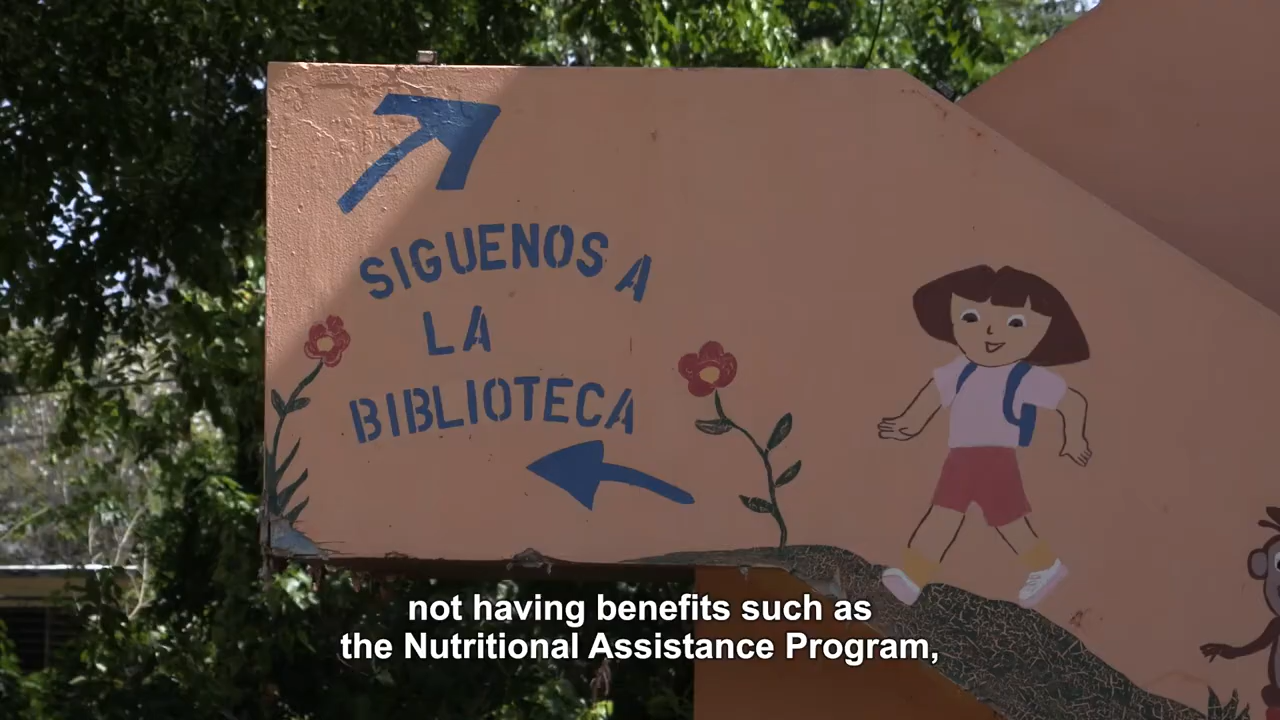 SIGUENOS A
LA
BIBLIOTECA
not having benefits such as
the Nutritional Assistance Program,